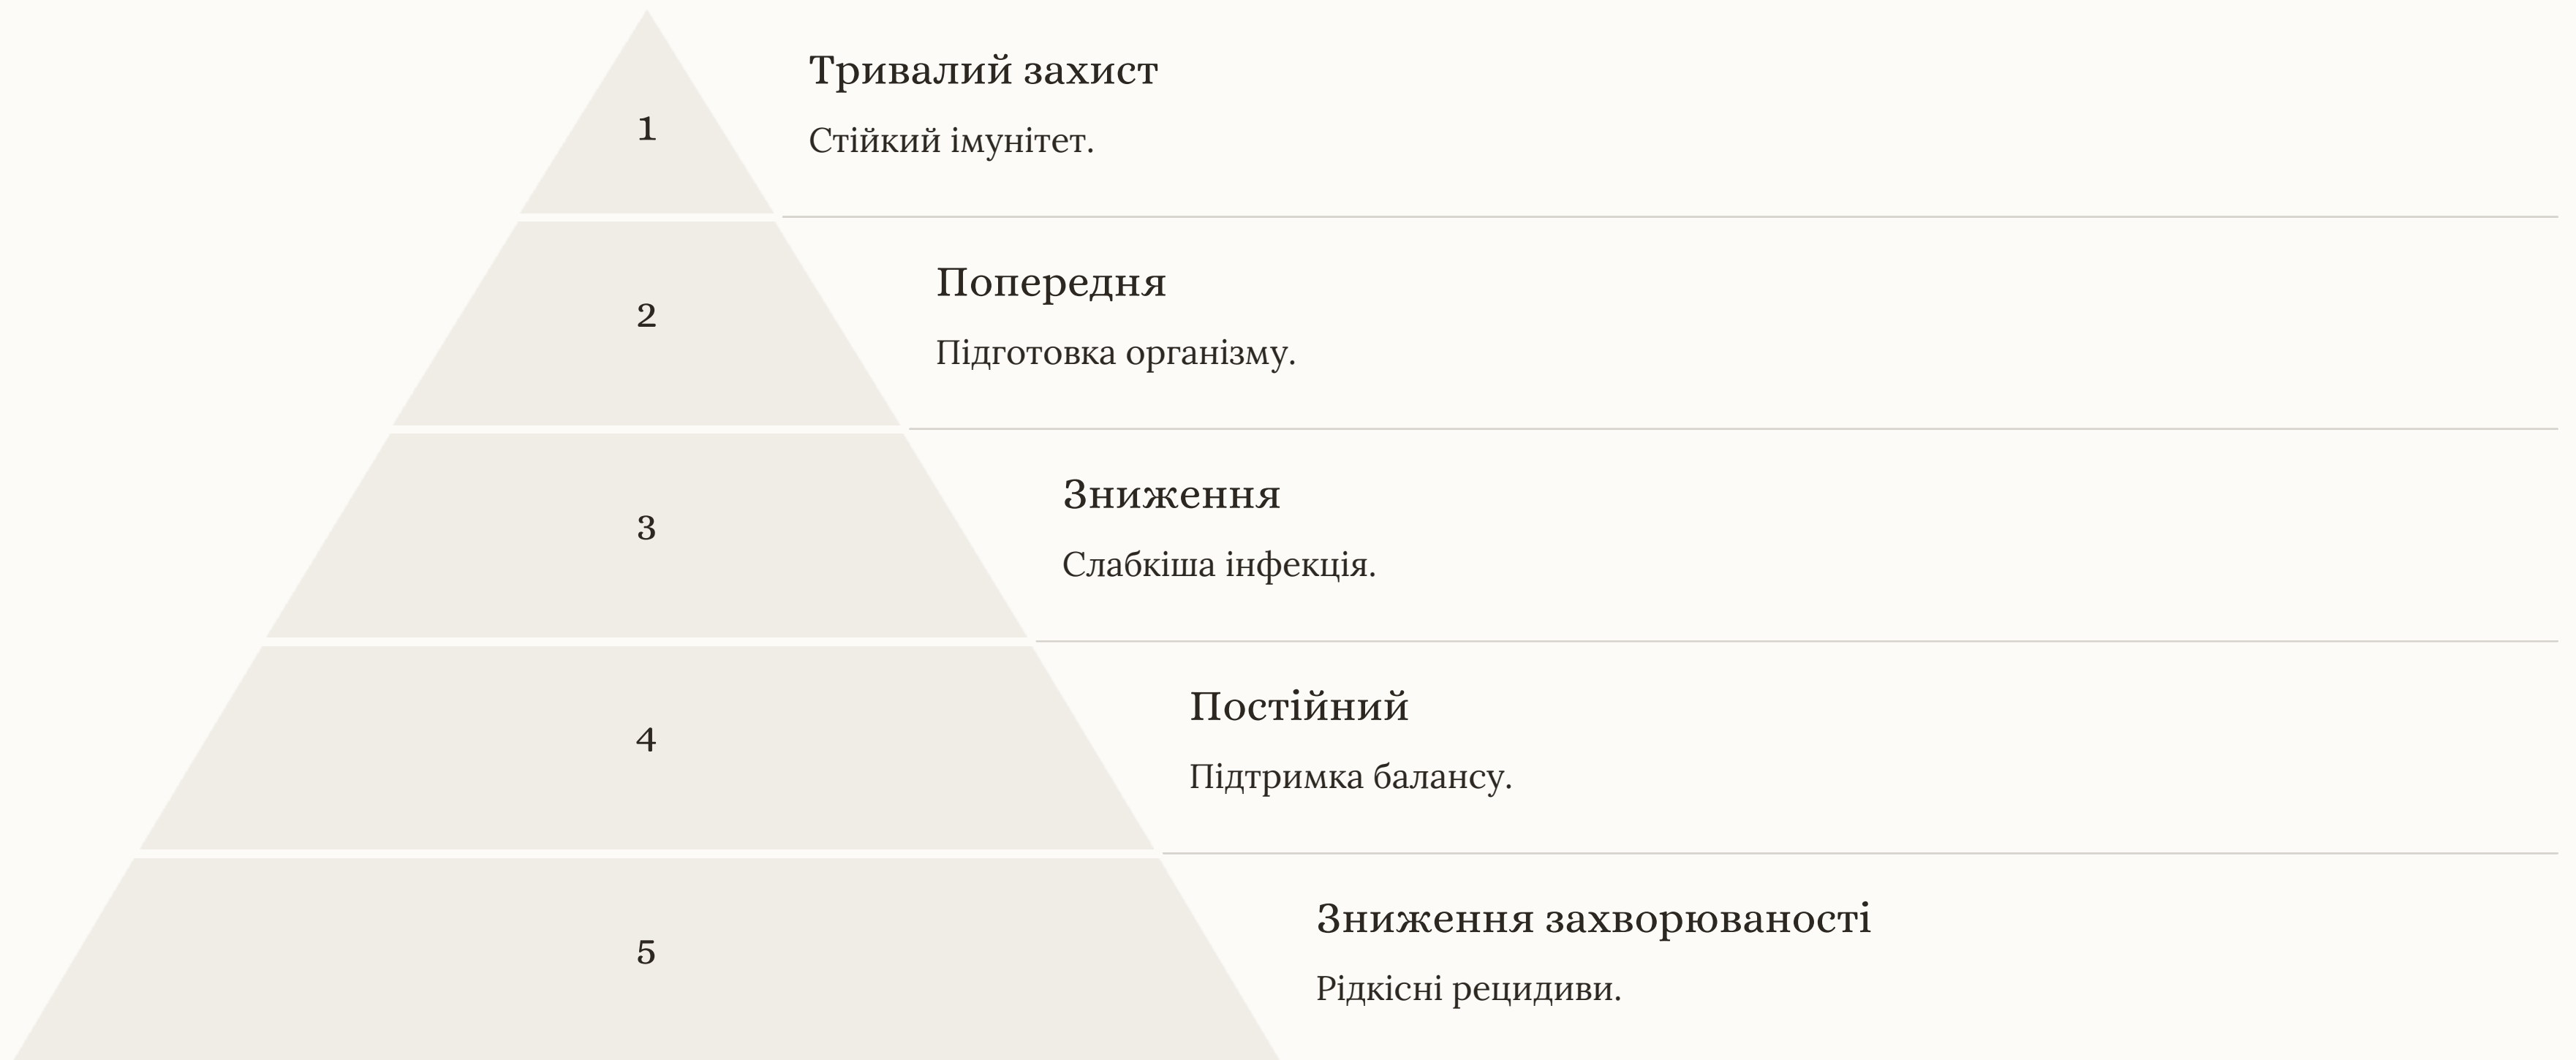 1
Тривалий захист
Стійкий імунітет.
2
Попередня
Підготовка організму.
3
Зниження
Слабкіша інфекція.
4
Постійний
Підтримка балансу.
5
Зниження захворюваності
Рідкісні рецидиви.